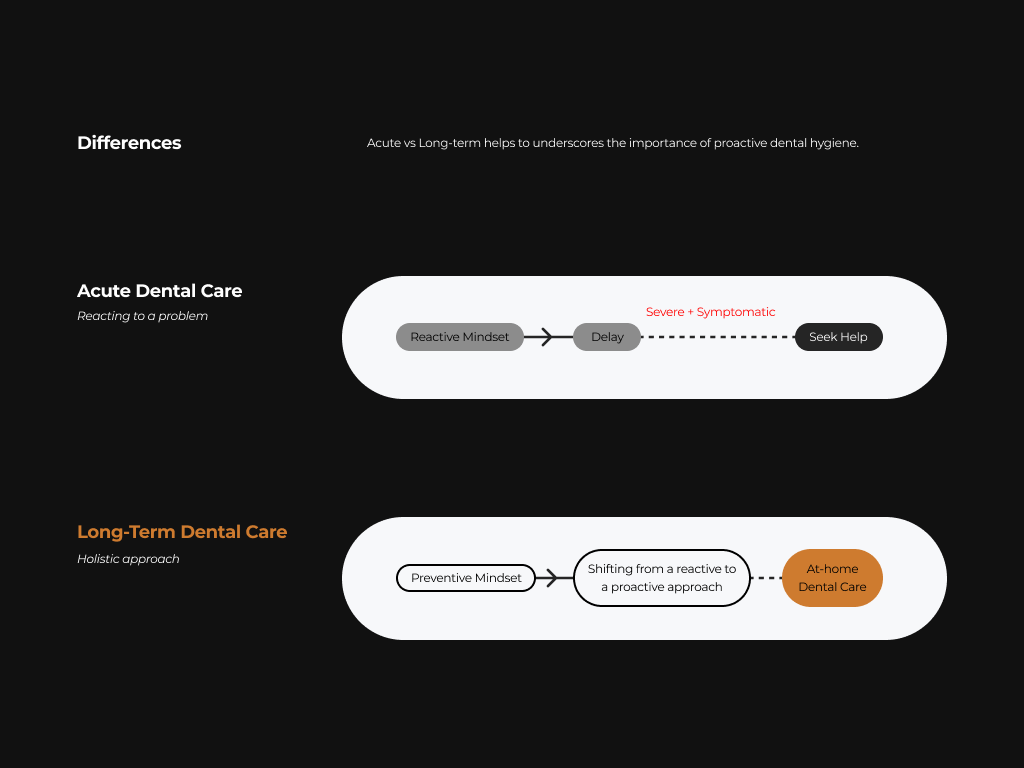 Differences
Acute vs Long-term helps to underscores the importance of proactive dental hygiene.
Acute Dental Care
Reacting to a problem
Severe + Symptomatic
Reactive Mindset
Delay
Seek Help
Long-Term Dental Care
Holistic approach
Preventive Mindset
Shifting from a reactive to
a proactive approach
At-home
Dental Care